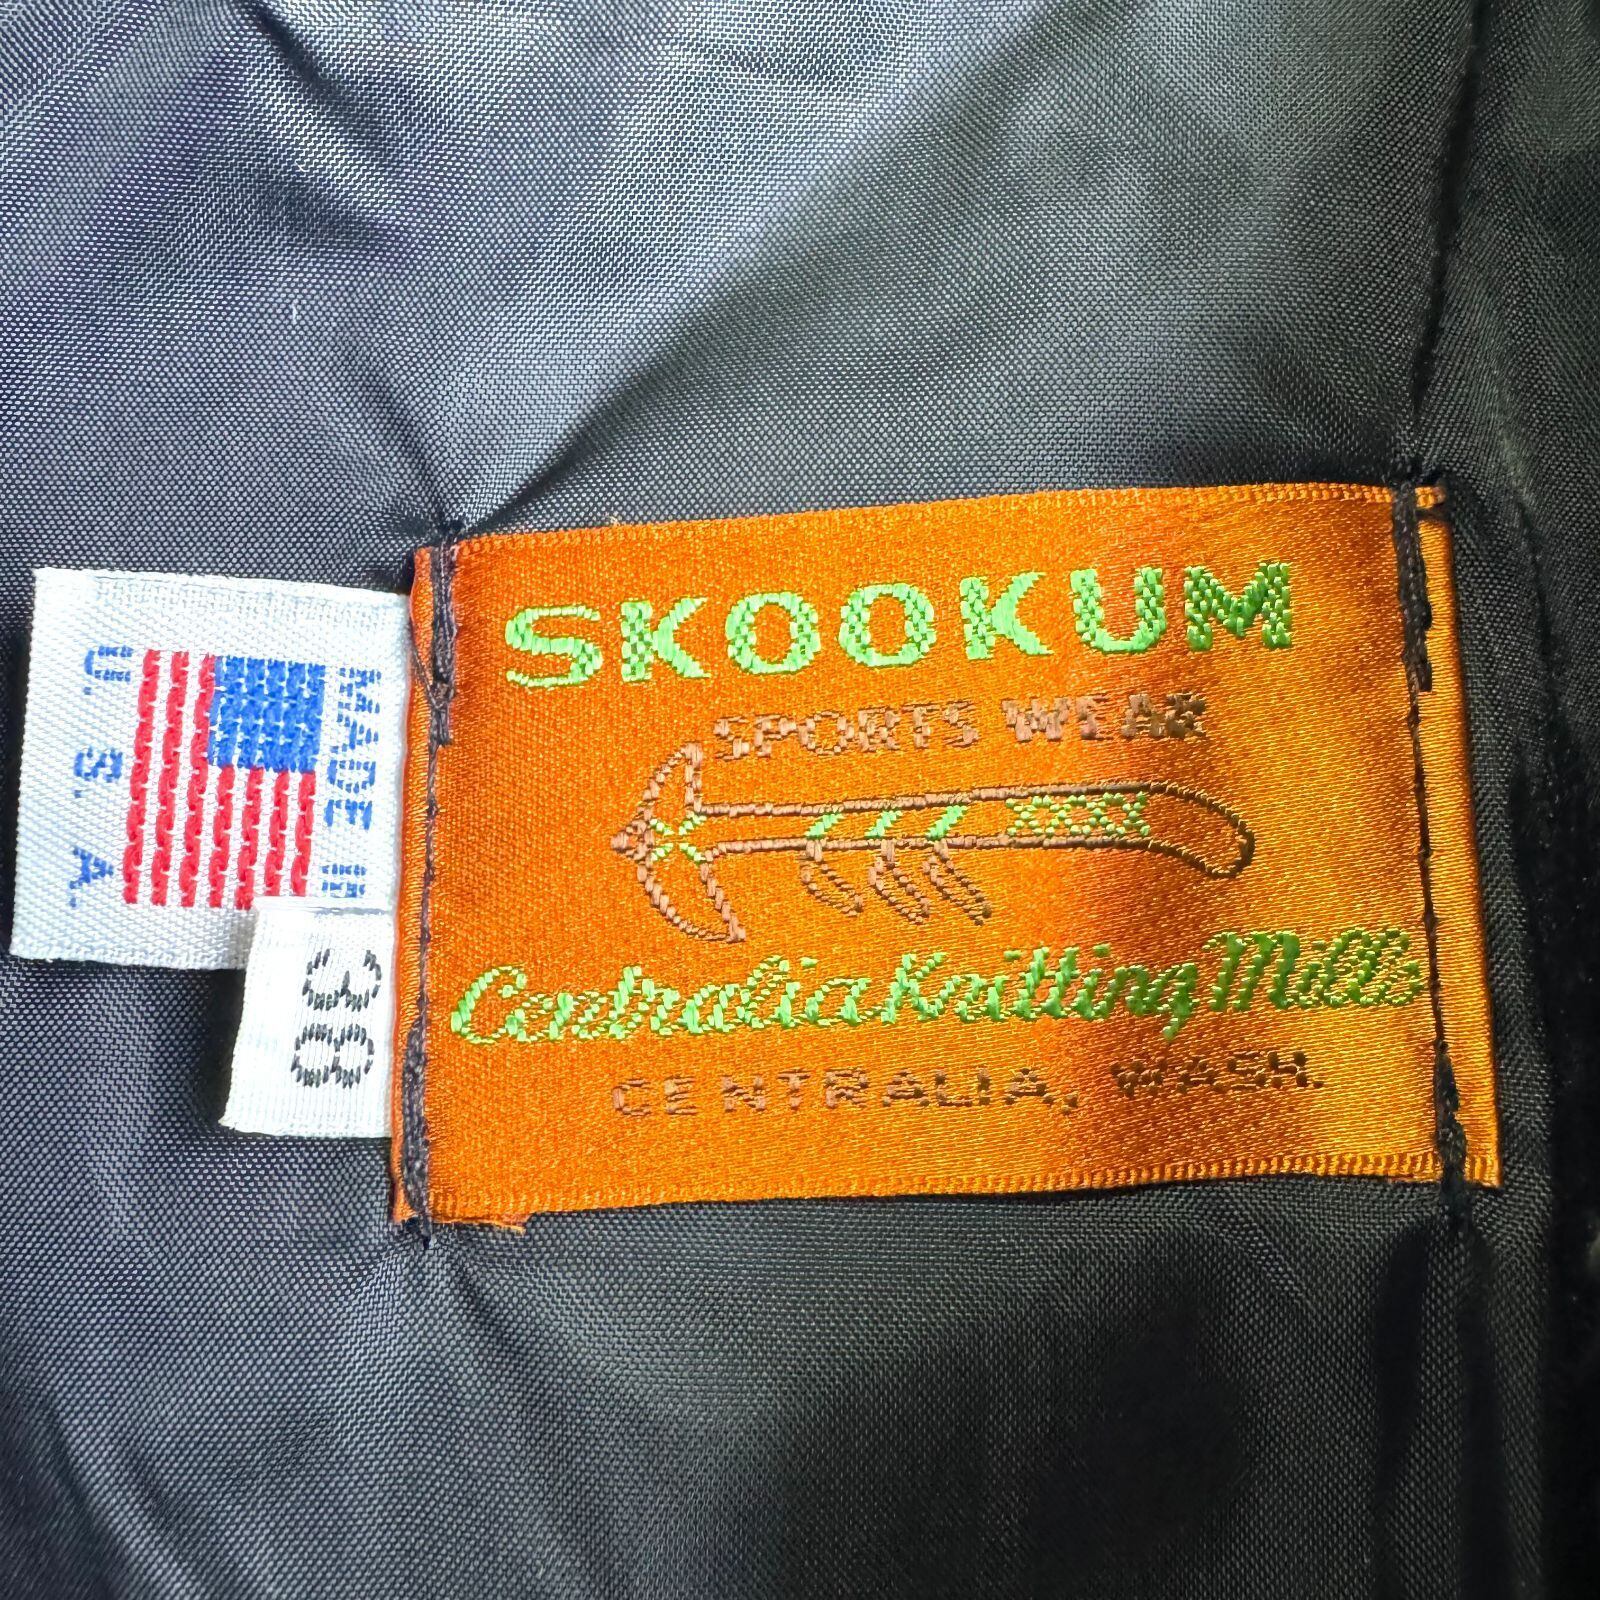 SKOOKUM
SPORTS WEAR
Centralia Knitting Mills
CENTRALIA, WASH.
MADE IN
U. S. A.
38